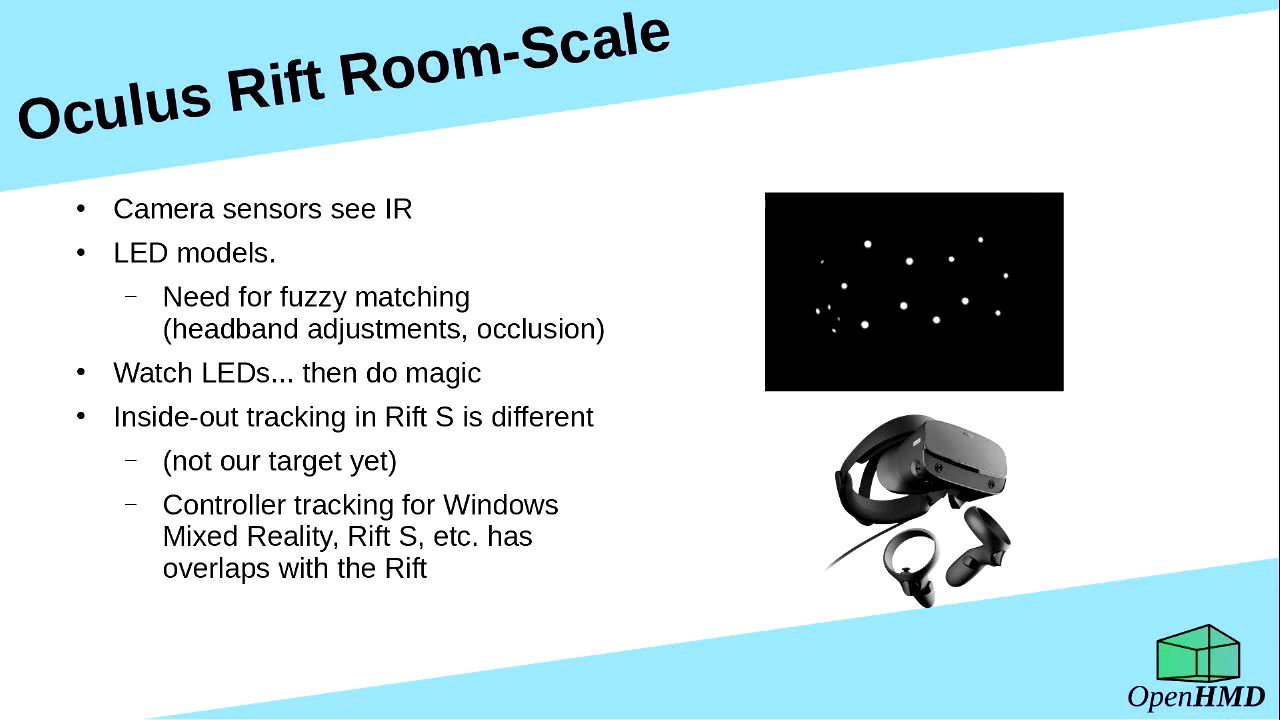 Oculus Rift Room-Scale
• Camera sensors see IR
• LED models.
– Need for fuzzy matching
(headband adjustments, occlusion)
• Watch LEDs... then do magic
• Inside-out tracking in Rift S is different
– (not our target yet)
– Controller tracking for Windows
Mixed Reality, Rift S, etc. has
overlaps with the Rift
OpenHMD